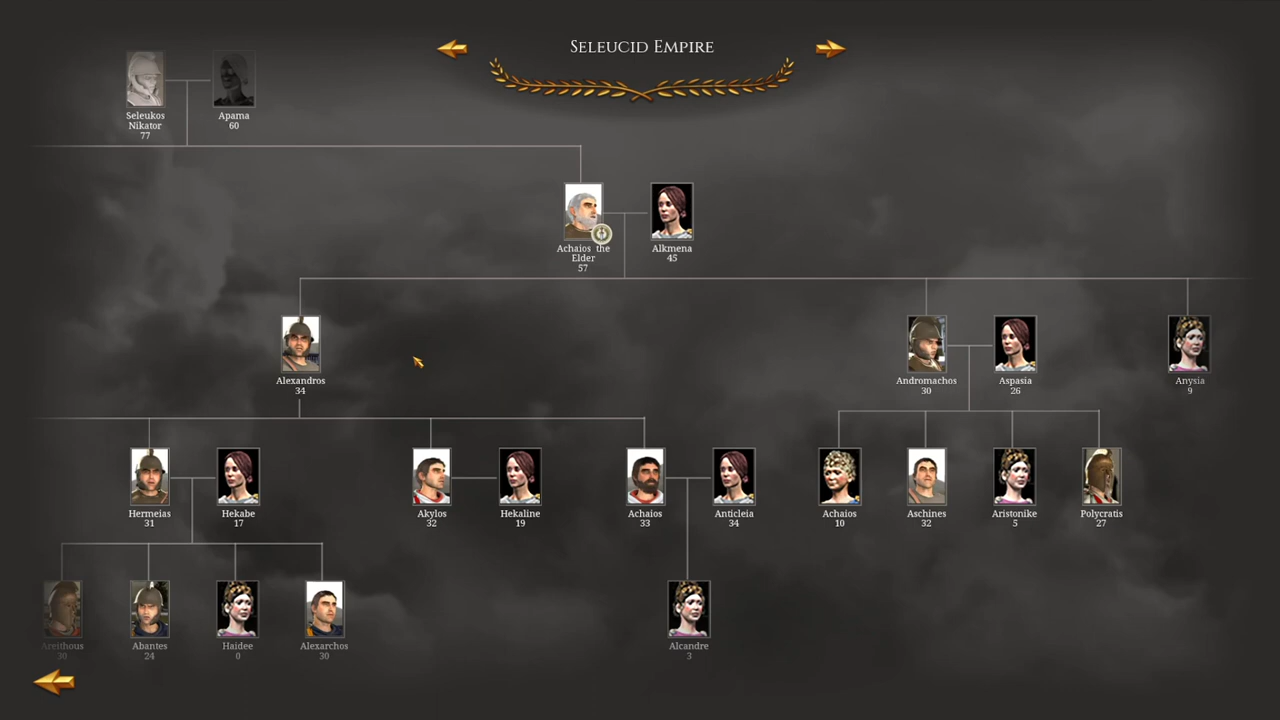 SELEUCID EMPIRE
Seleukos
Nikator
77
Apama
60
Achaios the
Elder
57
Alkmena
45
Alexandros
34
Andromachos
30
Aspasia
26
Anysia
9
Hermeias
31
Hekabe
17
Akylos
32
Hekaline
19
Achaios
33
Anticleia
34
Achaios
10
Aschines
32
Aristonike
5
Polycratis
27
Areithous
30
Abantes
24
Haidee
0
Alexarchos
30
Alcandre
3